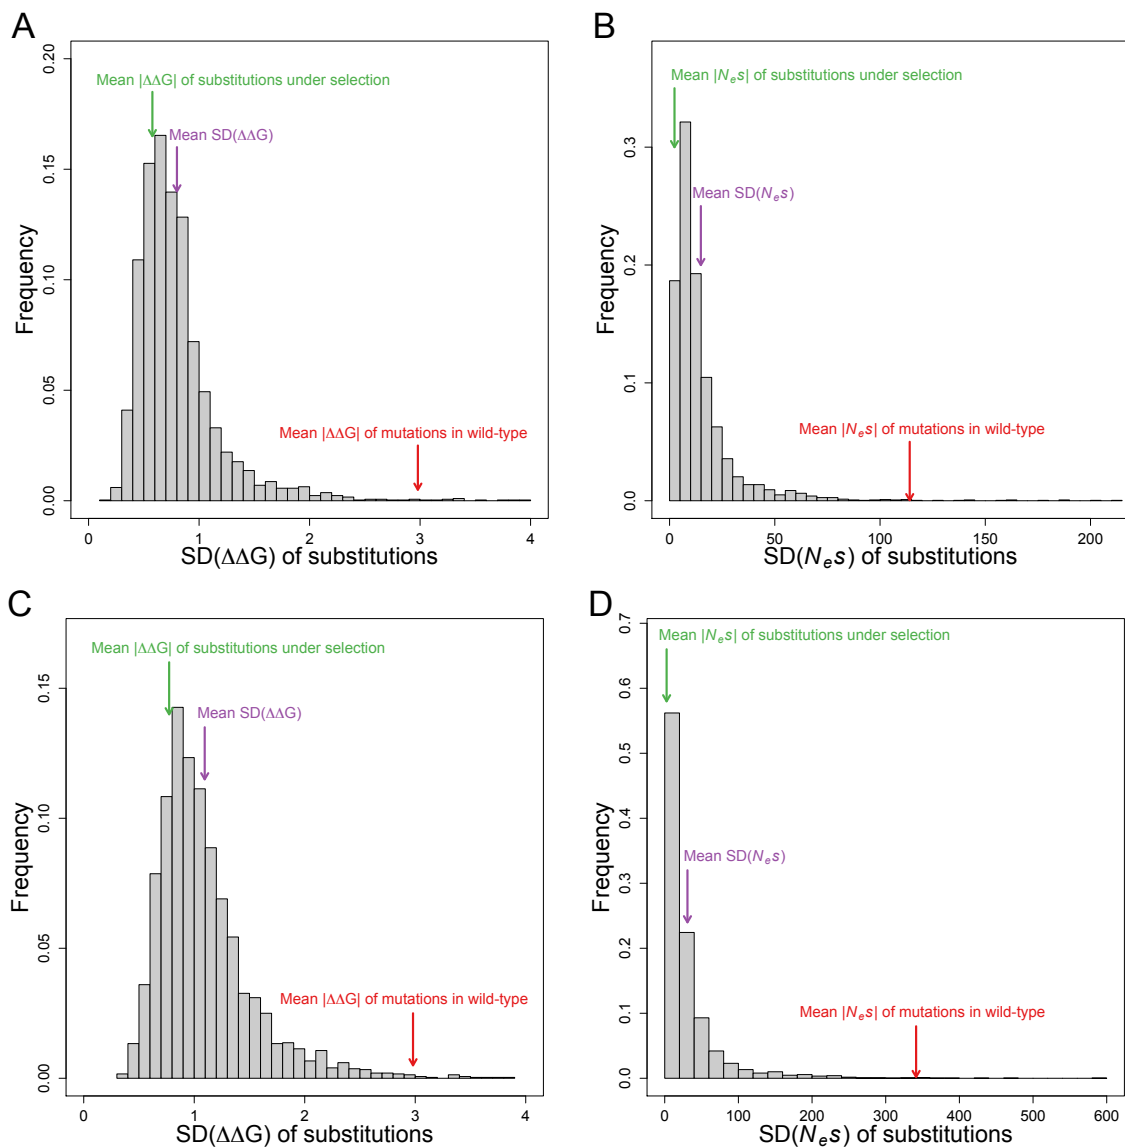 A
Mean |ΔΔG| of substitutions under selection
Mean SD(ΔΔG)
Mean |ΔΔG| of mutations in wild-type
Frequency
0.00
0.05
0.10
0.15
0.20
0
1
2
3
4
SD(ΔΔG) of substitutions
B
Mean |Nₑs| of substitutions under selection
Mean SD(Nₑs)
Mean |Nₑs| of mutations in wild-type
Frequency
0.0
0.1
0.2
0.3
0
50
100
150
200
SD(Nₑs) of substitutions
C
Mean |ΔΔG| of substitutions under selection
Mean SD(ΔΔG)
Mean |ΔΔG| of mutations in wild-type
Frequency
0.00
0.05
0.10
0.15
0
1
2
3
4
SD(ΔΔG) of substitutions
D
Mean |Nₑs| of substitutions under selection
Mean SD(Nₑs)
Mean |Nₑs| of mutations in wild-type
Frequency
0.0
0.1
0.2
0.3
0.4
0.5
0.6
0.7
0
100
200
300
400
500
600
SD(Nₑs) of substitutions